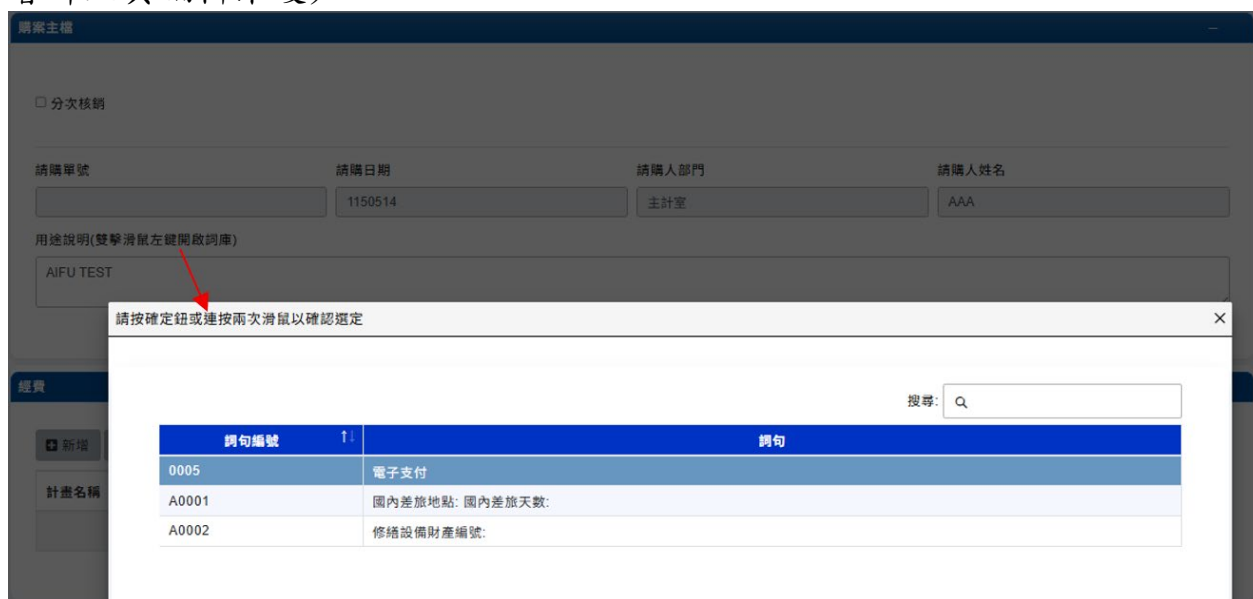 購案主檔
分次核銷
請購單號 請購日期 請購人部門 請購人姓名
1150514 主計室 AAA
用途說明(雙擊滑鼠左鍵開啟詞庫)
AIFU TEST
請按確定鈕或連按兩次滑鼠以確認選定
經費
搜尋:
新增
詞句編號 詞句
計畫名稱
0005 電子支付
A0001 國內差旅地點: 國內差旅天數:
A0002 修繕設備財產編號: